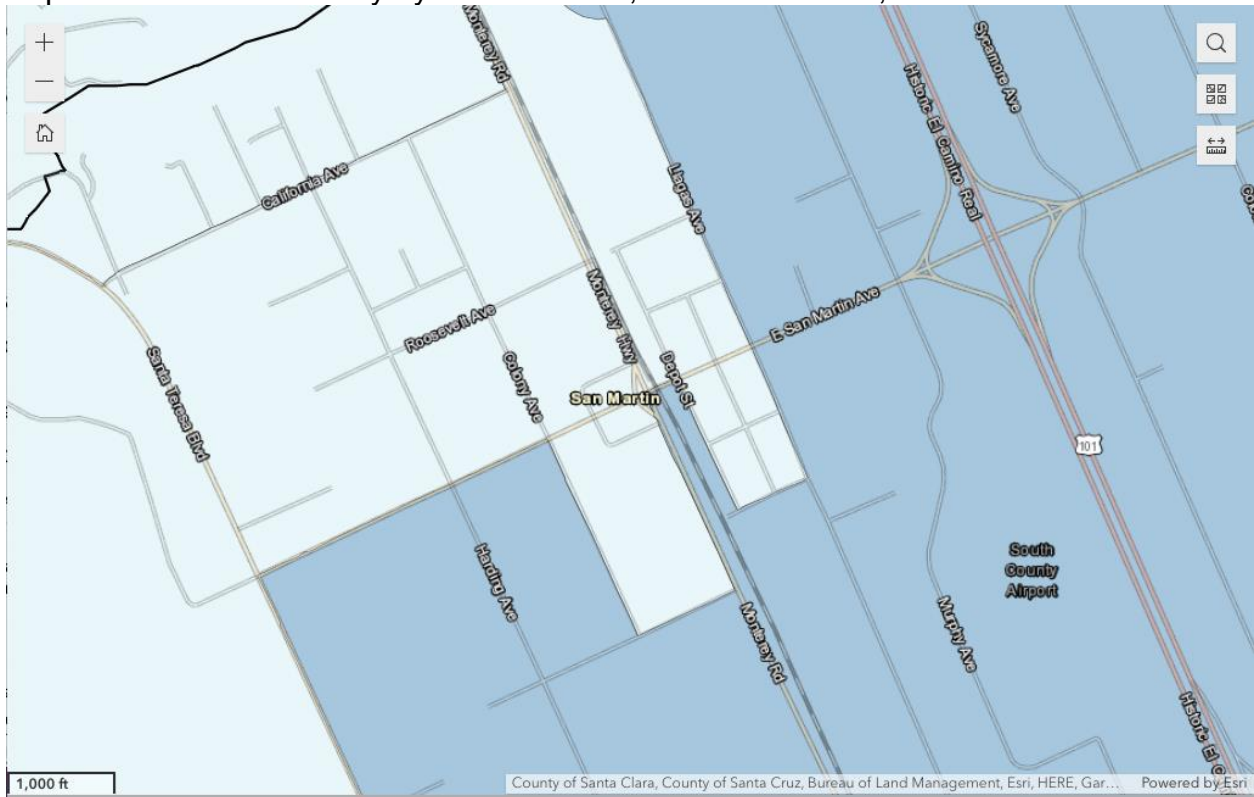 Monterey Rd
Sycamore Ave
Historic El Camino Real
California Ave
Llagas Ave
Monterey Hwy
E San Martin Ave
Roosevelt Ave
Santa Teresa Blvd
Colony Ave
Depot St
San Martin
101
Harding Ave
South
County
Airport
Murphy Ave
Monterey Rd
Historic El
1,000 ft
County of Santa Clara, County of Santa Cruz, Bureau of Land Management, Esri, HERE, Gar... Powered by Esri